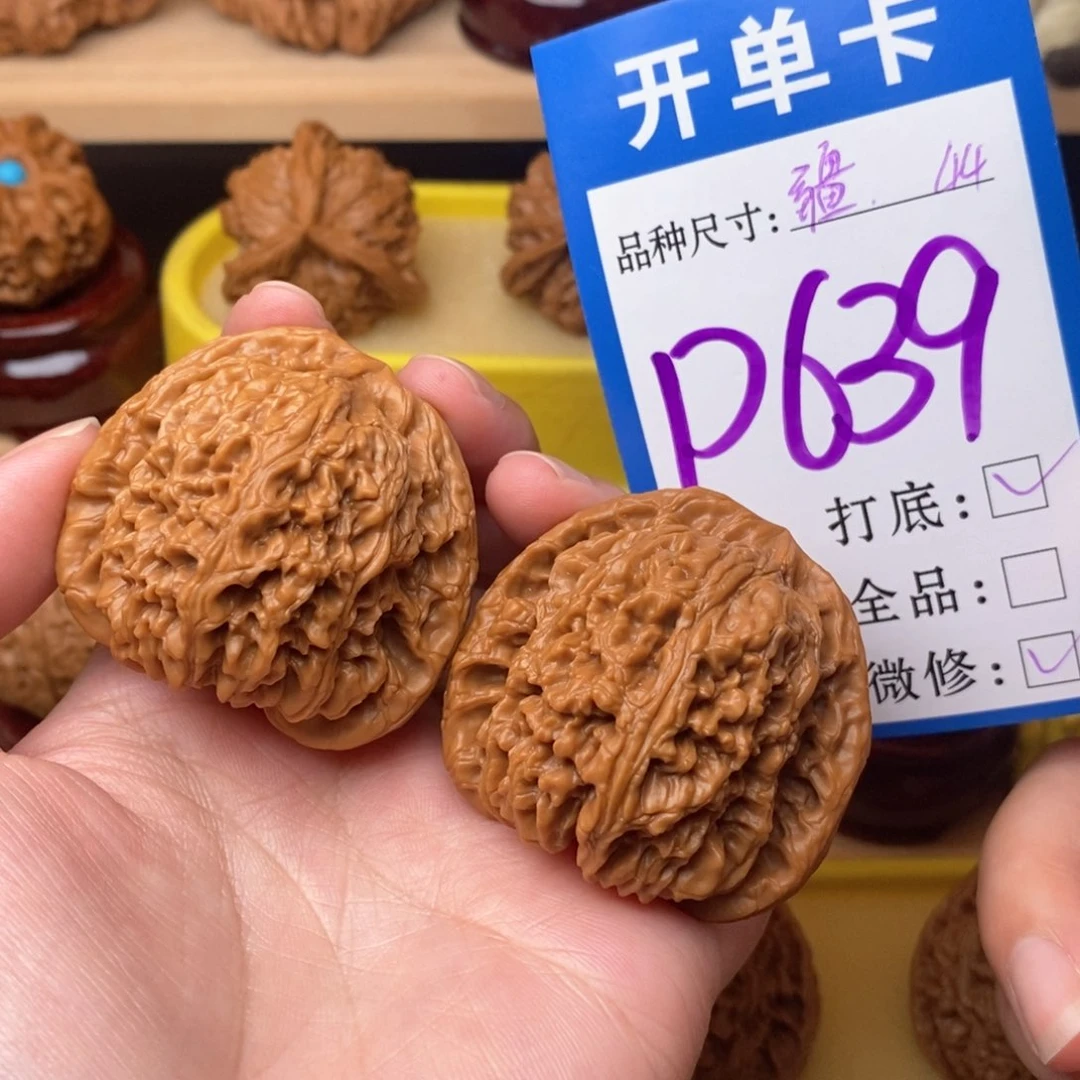 开单卡
品种尺寸: 疆. 44
P639
打底: ☑
全品: ☐
微修: ☑